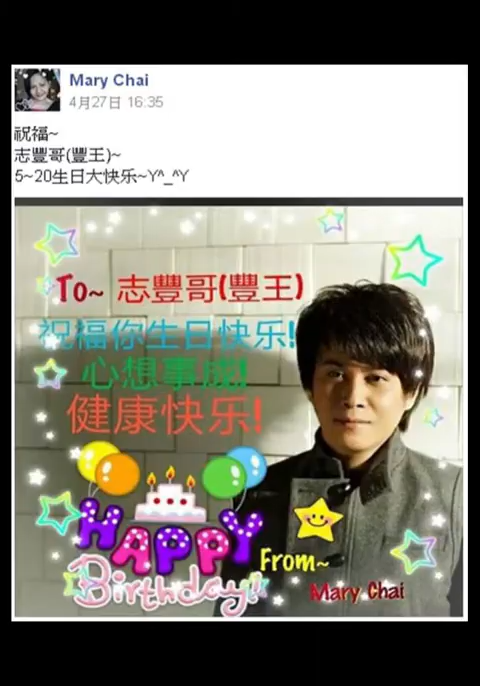 Mary Chai
4月27日 16:35
祝福~
志豐哥(豐王)~
5~20生日大快乐~Y^_^Y
To~ 志豐哥(豐王)
祝福你生日快乐!
心想事成!
健康快乐!
HAPPY
Birthday!!
From~
Mary Chai